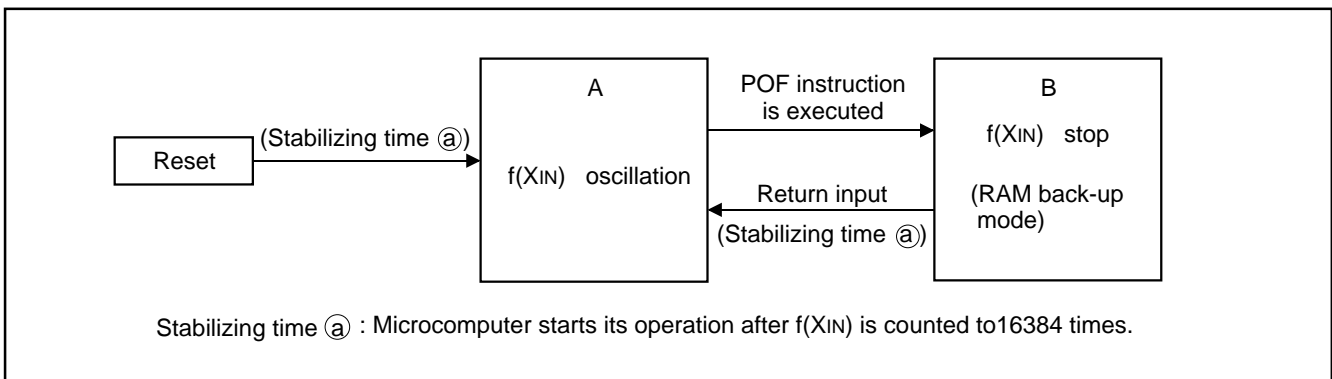 Reset
(Stabilizing time ⓐ)
A
f(XIN) oscillation
POF instruction
is executed
Return input
(Stabilizing time ⓐ)
B
f(XIN) stop
(RAM back-up
mode)
Stabilizing time ⓐ : Microcomputer starts its operation after f(XIN) is counted to16384 times.